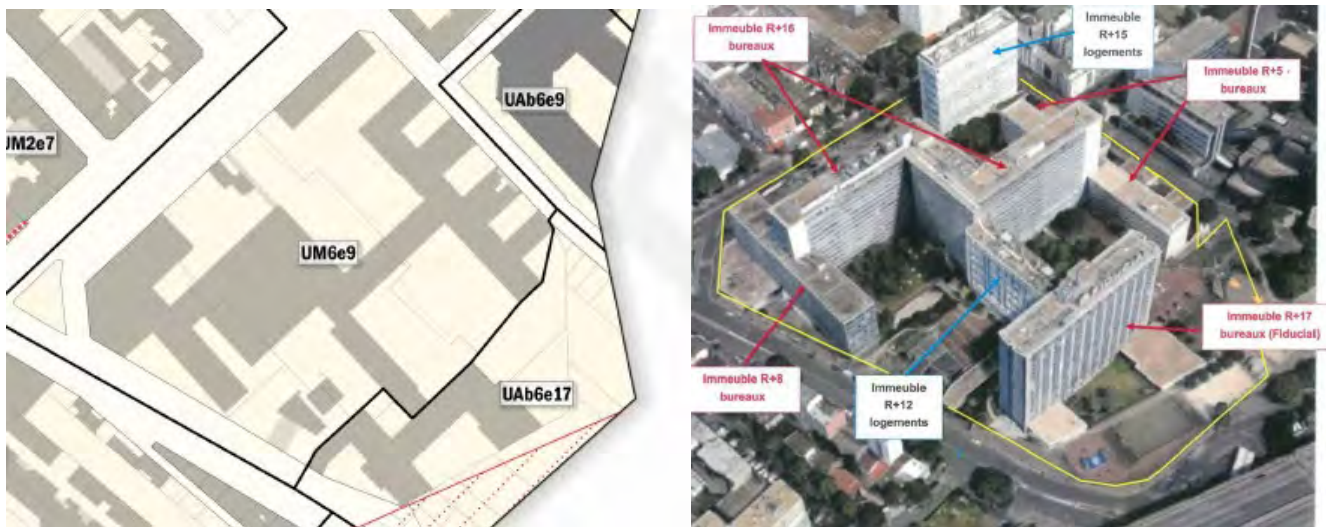 UAb6e9
UM2e7
UM6e9
UAb6e17
Immeuble R+16
bureaux
Immeuble
R+15
logements
Immeuble R+5 -
bureaux
Immeuble R+17
bureaux (Fiducial)
Immeuble R+8
bureaux
Immeuble
R+12
logements